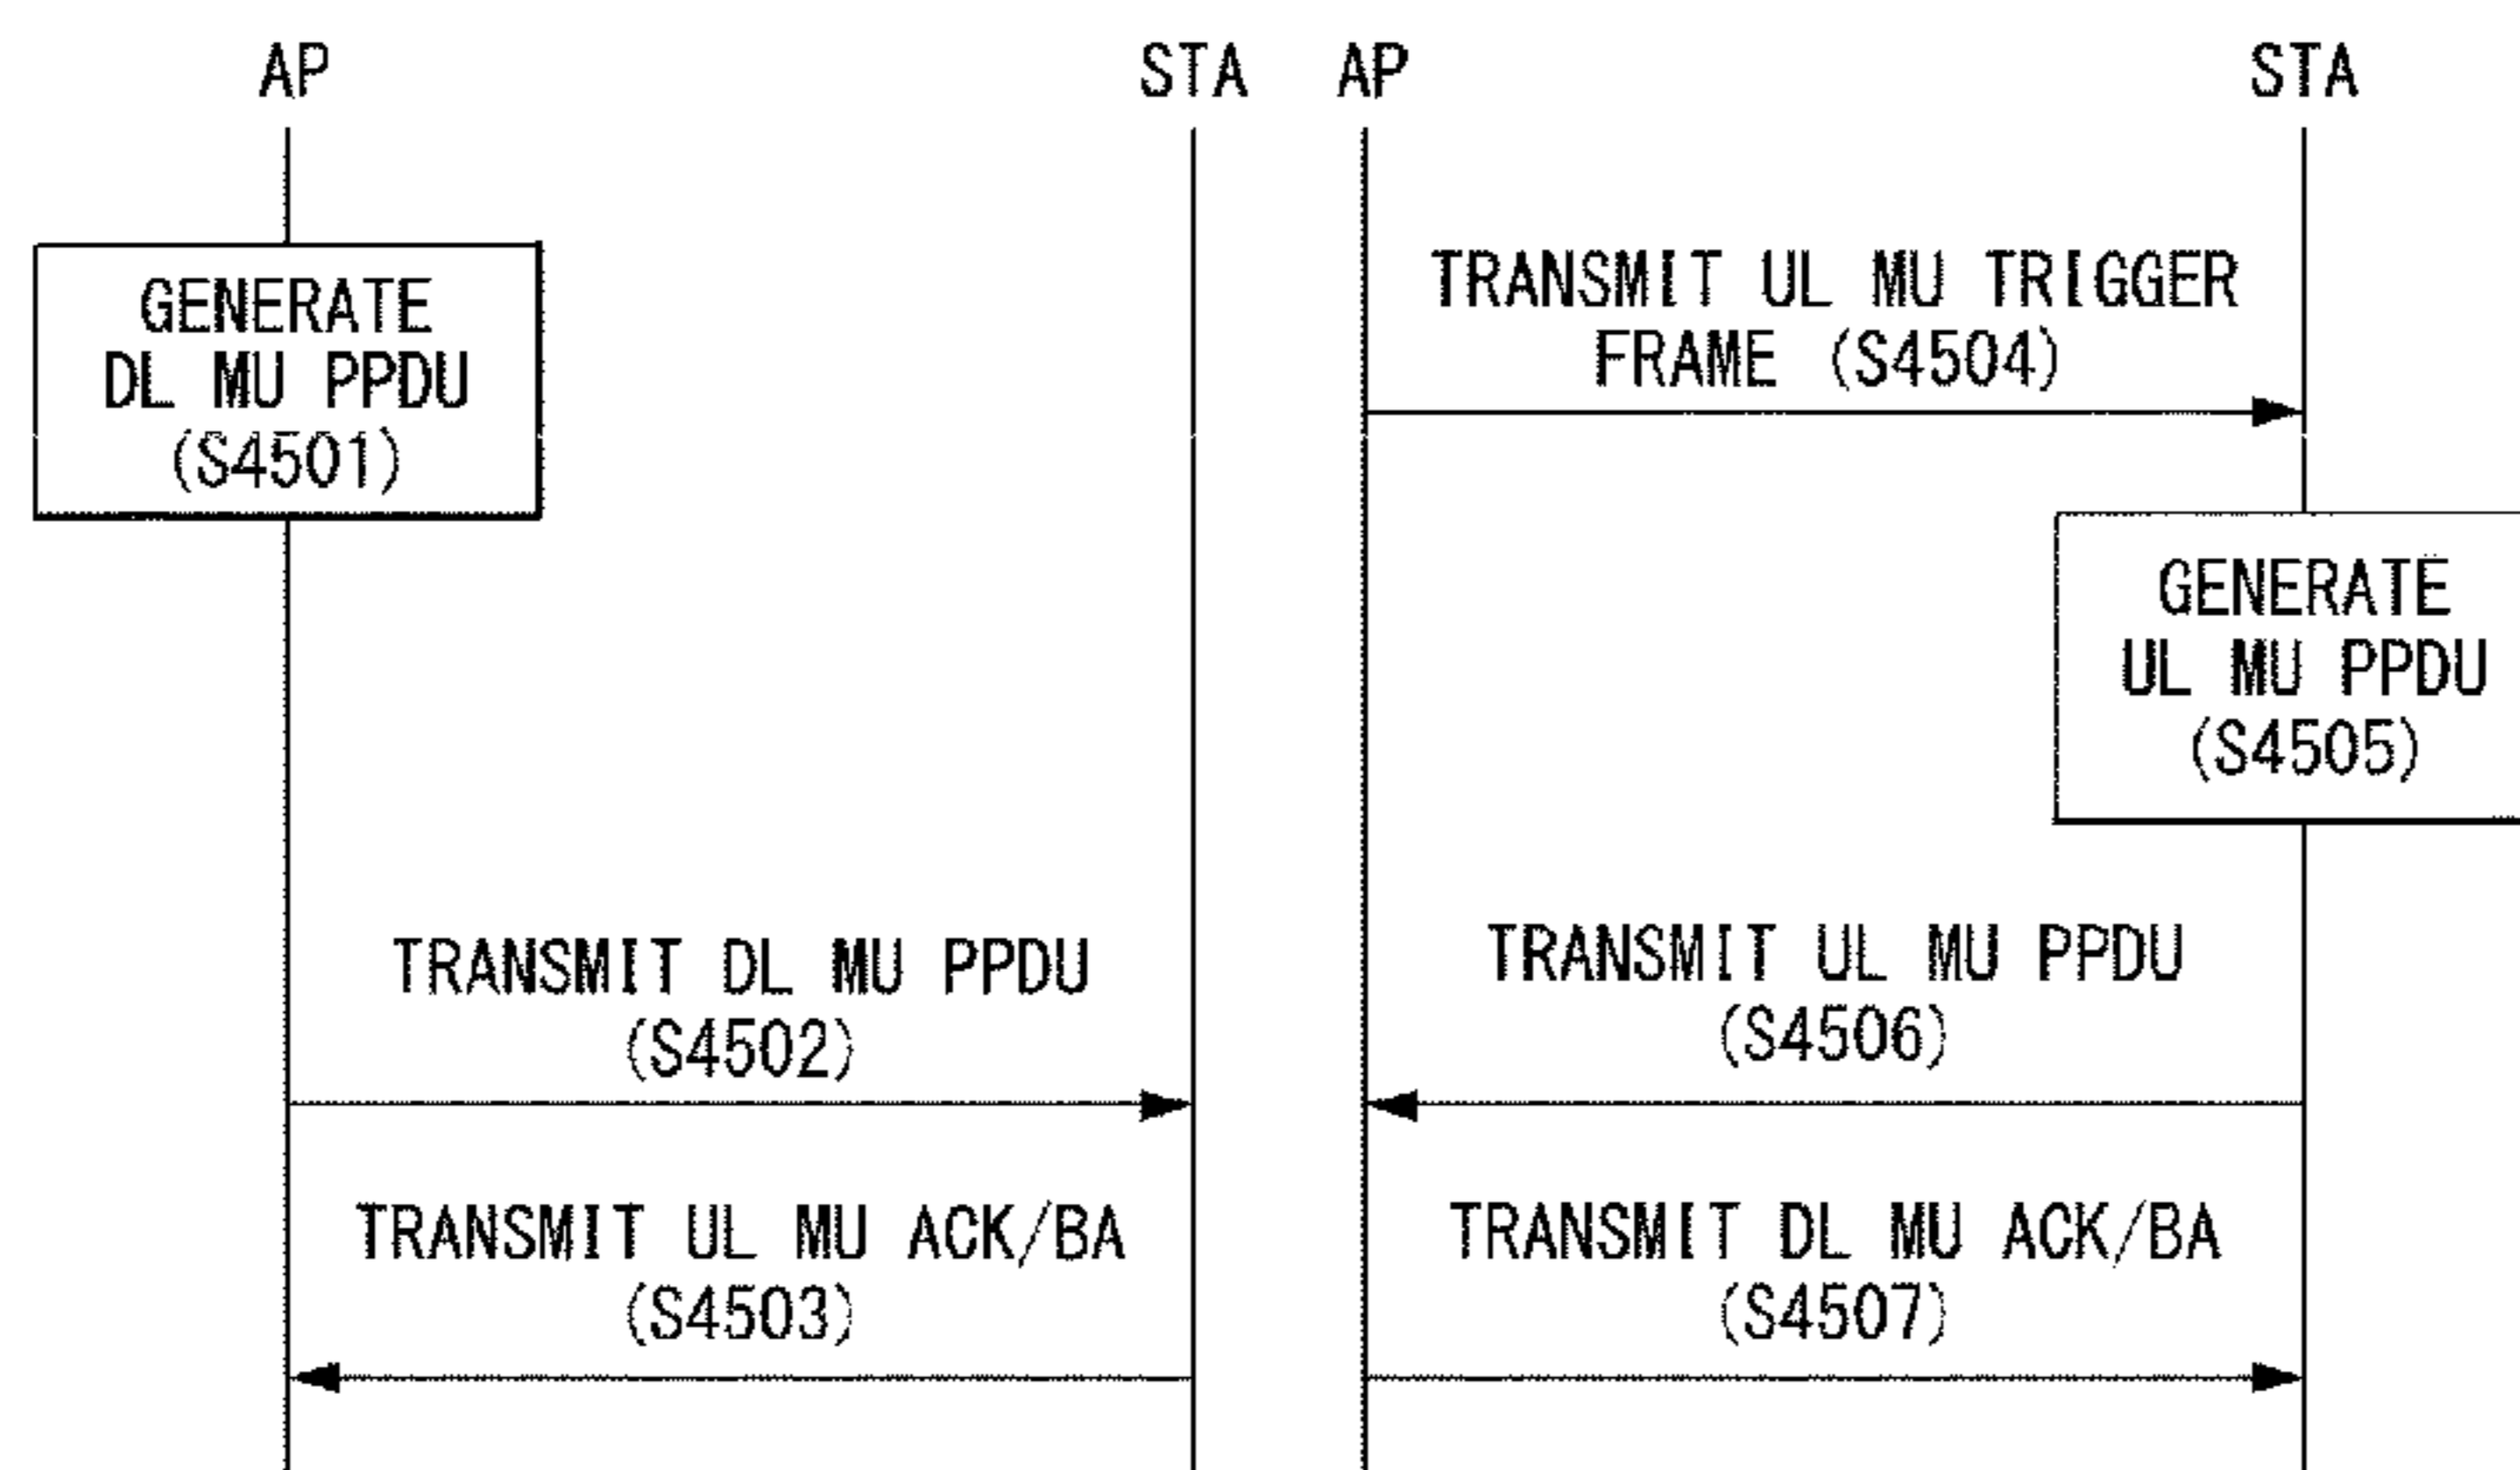 AP
STA
GENERATE
DL MU PPDU
(S4501)
TRANSMIT DL MU PPDU
(S4502)
TRANSMIT UL MU ACK/BA
(S4503)
AP
STA
TRANSMIT UL MU TRIGGER
FRAME (S4504)
GENERATE
UL MU PPDU
(S4505)
TRANSMIT UL MU PPDU
(S4506)
TRANSMIT DL MU ACK/BA
(S4507)